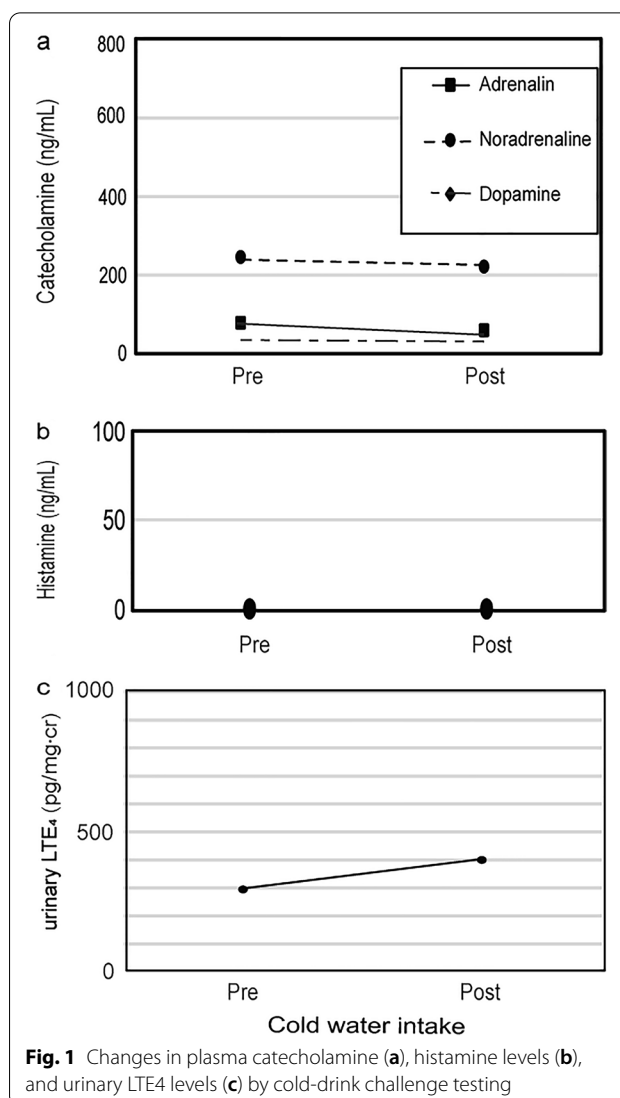 a
800
600
400
200
0
Catecholamine (ng/mL)
Adrenalin
Noradrenaline
Dopamine
Pre Post
b
100
50
0
Histamine (ng/mL)
Pre Post
c
1000
500
0
urinary LTE₄ (pg/mg·cr)
Pre Post
Cold water intake
Fig. 1 Changes in plasma catecholamine (a), histamine levels (b),
and urinary LTE4 levels (c) by cold-drink challenge testing